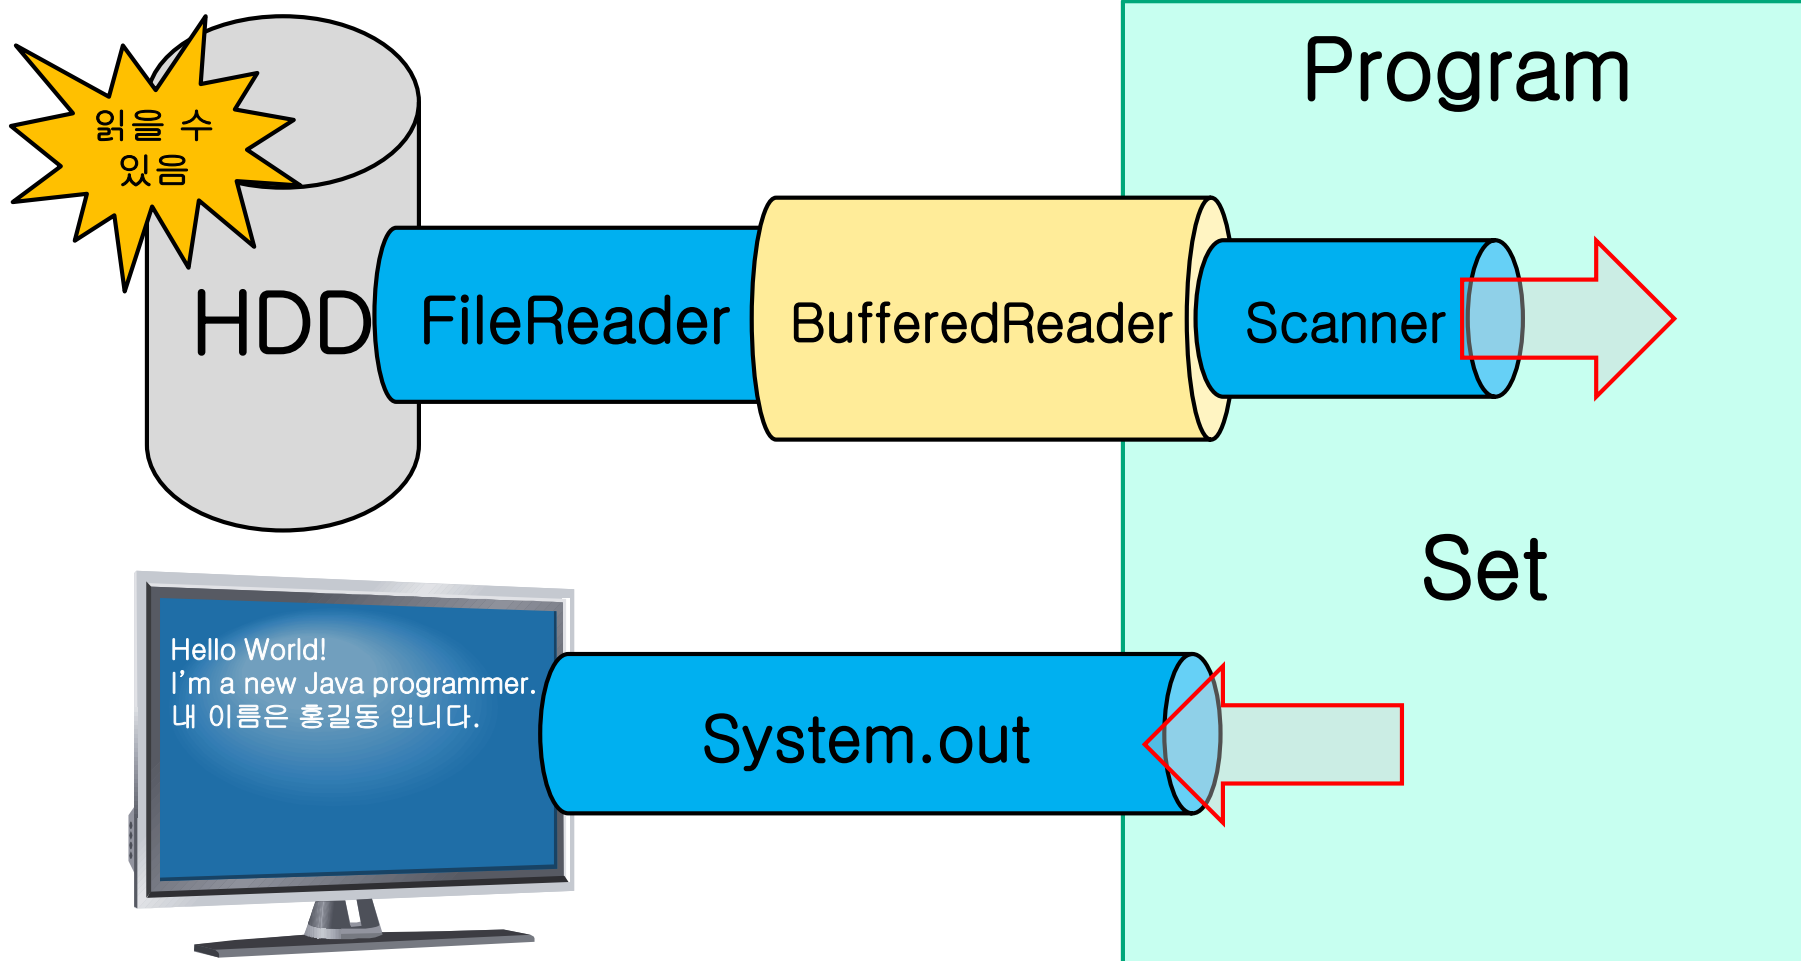 Program
읽을 수
있음
HDD
FileReader
BufferedReader
Scanner
Set
Hello World!
I'm a new Java programmer.
내 이름은 홍길동 입니다.
System.out